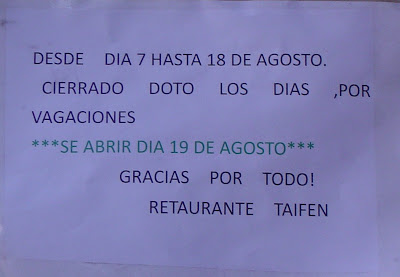 DESDE DIA 7 HASTA 18 DE AGOSTO.
CIERRADO DOTO LOS DIAS ,POR
VAGACIONES
***SE ABRIR DIA 19 DE AGOSTO***
GRACIAS POR TODO!
RETAURANTE TAIFEN